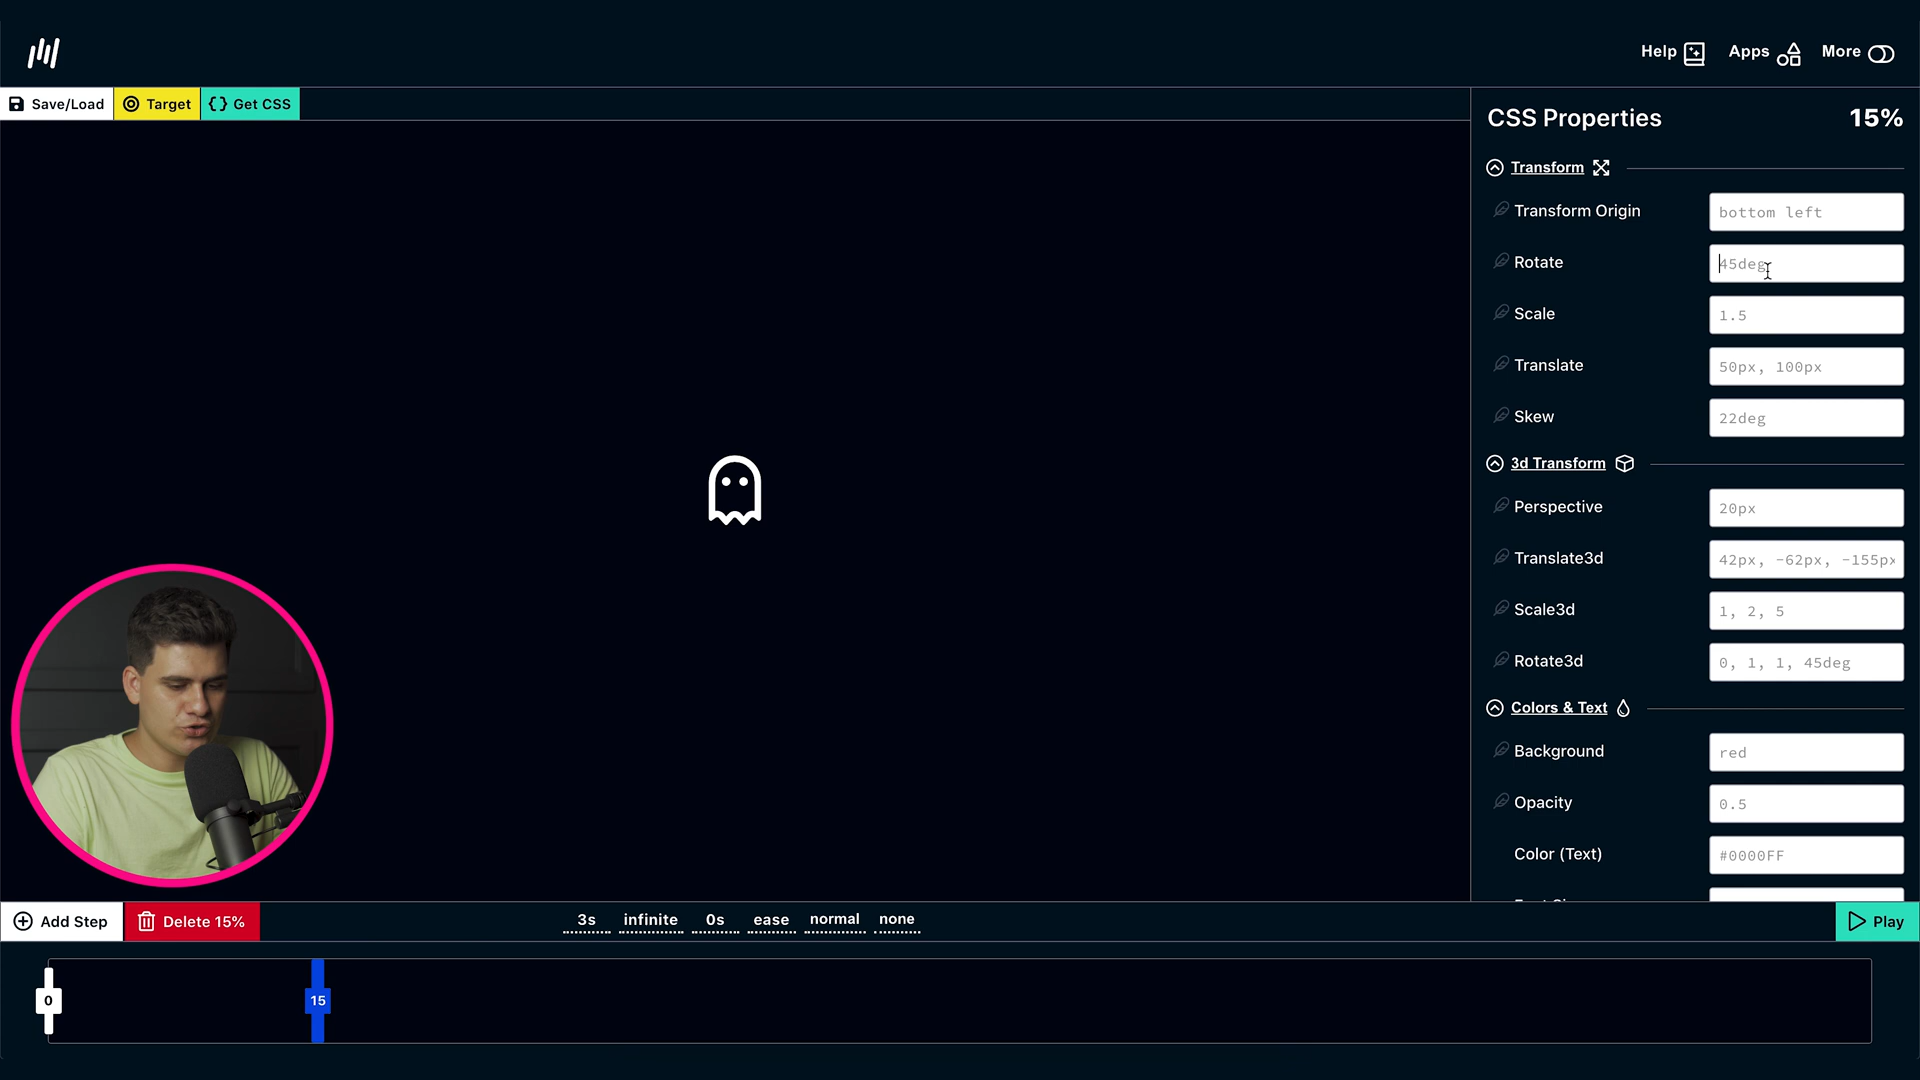 Help
Apps
More
Save/Load
Target
Get CSS
CSS Properties
15%
Transform
Transform Origin
bottom left
Rotate
45deg
Scale
1.5
Translate
50px, 100px
Skew
22deg
3d Transform
Perspective
20px
Translate3d
42px, -62px, -155px
Scale3d
1, 2, 5
Rotate3d
0, 1, 1, 45deg
Colors & Text
Background
red
Opacity
0.5
Color (Text)
#0000FF
Add Step
Delete 15%
3s
infinite
0s
ease
normal
none
Play
0
15